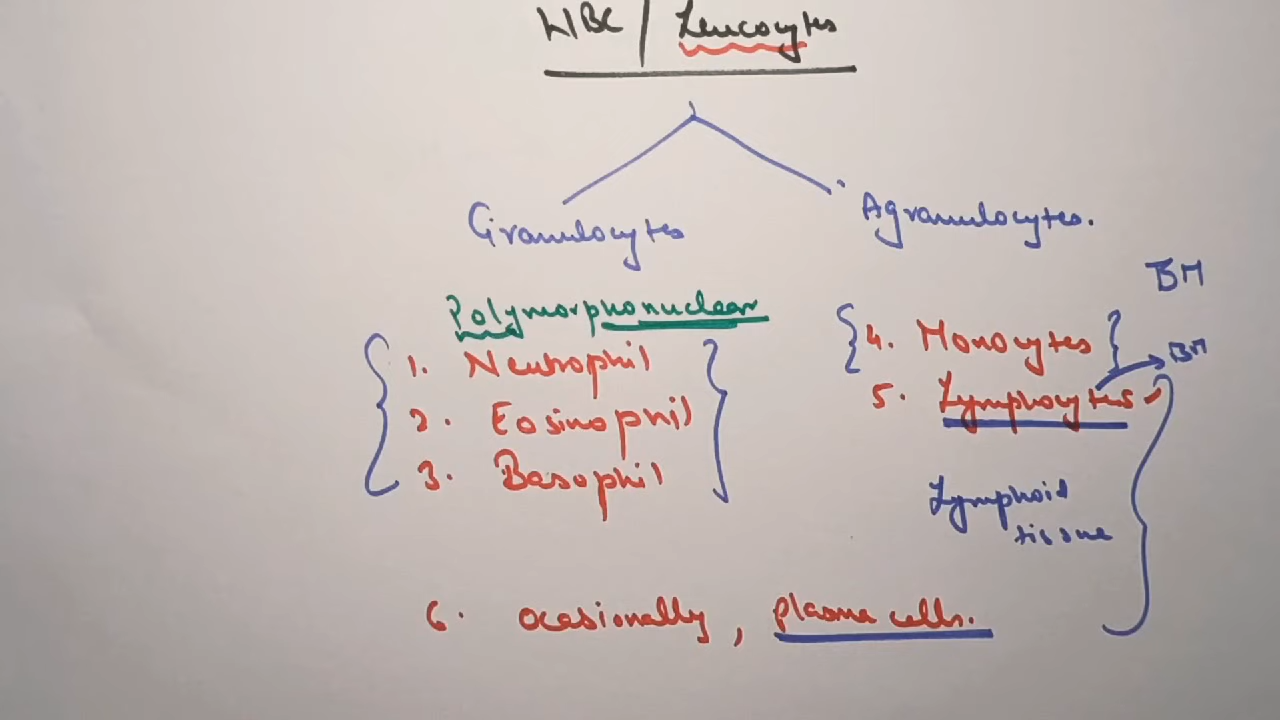 WBC / Leucocytes
Granulocytes
Agranulocytes.
Polymorphonuclear
1. Neutrophil
2. Eosinophil
3. Basophil
BM
4. Monocytes
BM
5. Lymphocytes
Lymphoid
tissue
6. ocasionally, plasma cells.